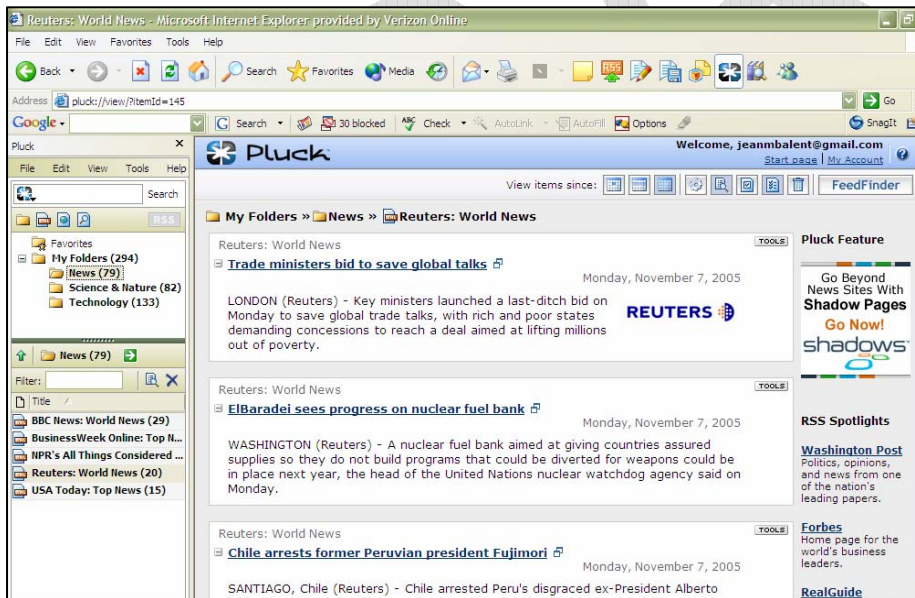 Reuters: World News - Microsoft Internet Explorer provided by Verizon Online
File Edit View Favorites Tools Help
Back Search Favorites Media
Address pluck://view/?itemId=145 Go
Google Search 30 blocked ABC Check AutoLink AutoFill Options SnagIt
Pluck
File Edit View Tools Help
Search
RSS
Favorites
My Folders (294)
News (79)
Science & Nature (82)
Technology (133)
News (79)
Filter:
Title
BBC News: World News (29)
BusinessWeek Online: Top N...
NPR's All Things Considered ...
Reuters: World News (20)
USA Today: Top News (15)
Pluck
Welcome, jeanmbalent@gmail.com
Start page | My Account
View items since: FeedFinder
My Folders » News » Reuters: World News
Reuters: World News TOOLS
Trade ministers bid to save global talks
Monday, November 7, 2005
LONDON (Reuters) - Key ministers launched a last-ditch bid on
Monday to save global trade talks, with rich and poor states
demanding concessions to reach a deal aimed at lifting millions
out of poverty.
REUTERS
Reuters: World News TOOLS
ElBaradei sees progress on nuclear fuel bank
Monday, November 7, 2005
WASHINGTON (Reuters) - A nuclear fuel bank aimed at giving countries assured
supplies so they do not build programs that could be diverted for weapons could be
in place next year, the head of the United Nations nuclear watchdog agency said on
Monday.
Reuters: World News TOOLS
Chile arrests former Peruvian president Fujimori
Monday, November 7, 2005
SANTIAGO, Chile (Reuters) - Chile arrested Peru's disgraced ex-President Alberto
Pluck Feature
Go Beyond
News Sites With
Shadow Pages
Go Now!
shadows
RSS Spotlights
Washington Post
Politics, opinions,
and news from one
of the nation's
leading papers.
Forbes
Home page for the
world's business
leaders.
RealGuide